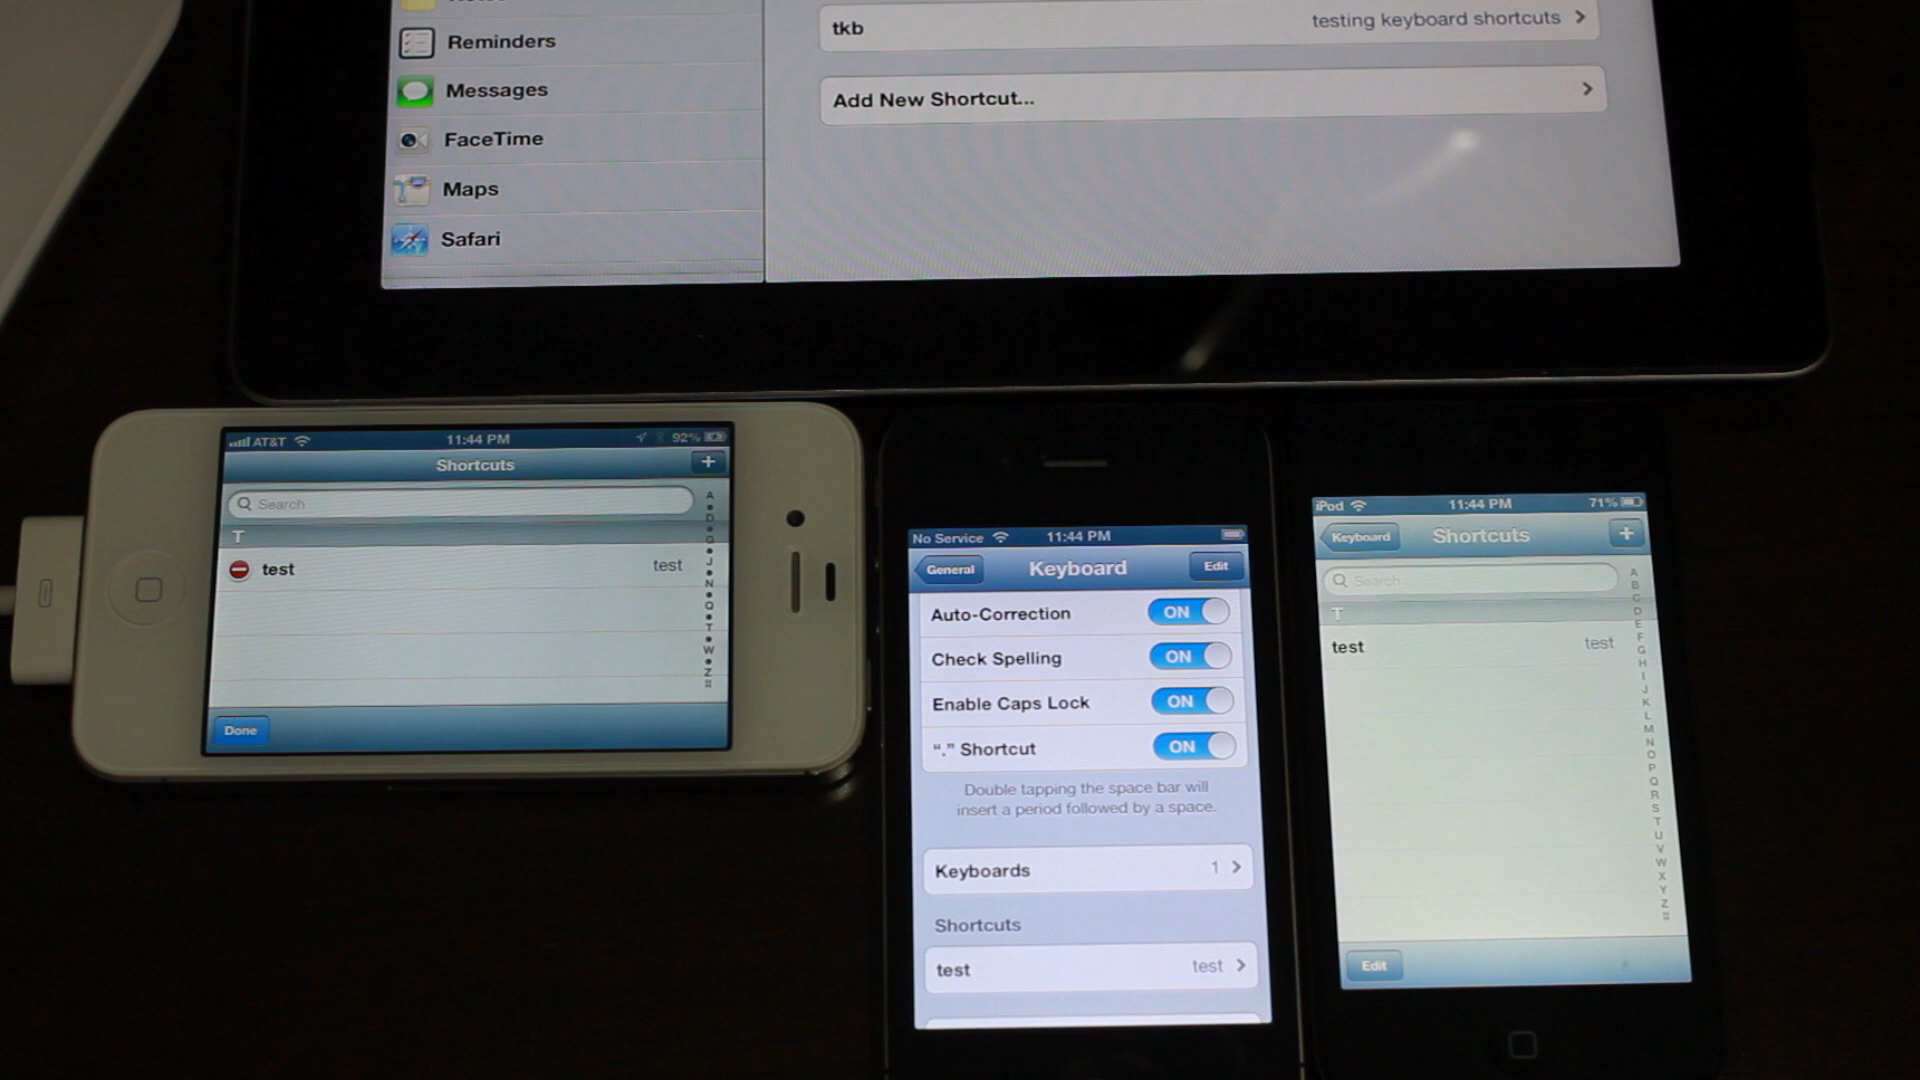 Reminders
Messages
FaceTime
Maps
Safari
tkb testing keyboard shortcuts
Add New Shortcut...
AT&T 11:44 PM 92%
Shortcuts +
Search
T
test test
Done
A
D
G
J
N
Q
T
W
Z
#
No Service 11:44 PM
General Keyboard Edit
Auto-Correction ON
Check Spelling ON
Enable Caps Lock ON
“.” Shortcut ON
Double tapping the space bar will
insert a period followed by a space.
Keyboards 1
Shortcuts
test test
iPod 11:44 PM 71%
Keyboard Shortcuts +
Search
T
test test
Edit
A
B
C
D
E
F
G
H
I
J
K
L
M
N
O
P
Q
R
S
T
U
V
W
X
Y
Z
#